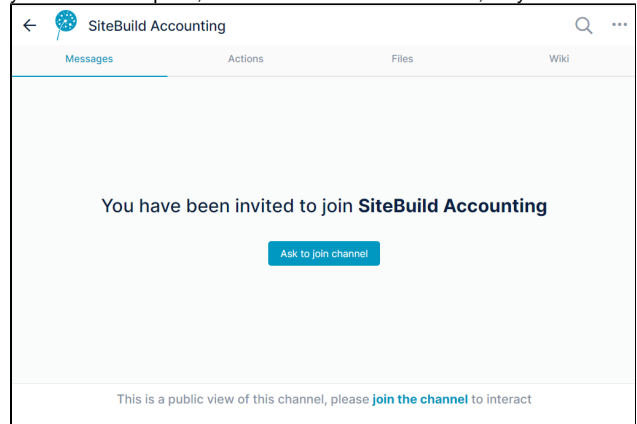 SiteBuild Accounting
Messages Actions Files Wiki
You have been invited to join SiteBuild Accounting
Ask to join channel
This is a public view of this channel, please join the channel to interact